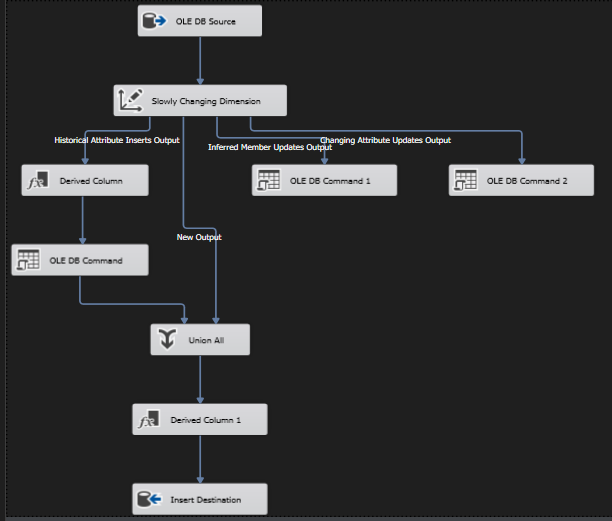 OLE DB Source
Slowly Changing Dimension
Historical Attribute Inserts Output
Inferred Member Updates Output
Changing Attribute Updates Output
Derived Column
OLE DB Command 1
OLE DB Command 2
New Output
OLE DB Command
Union All
Derived Column 1
Insert Destination